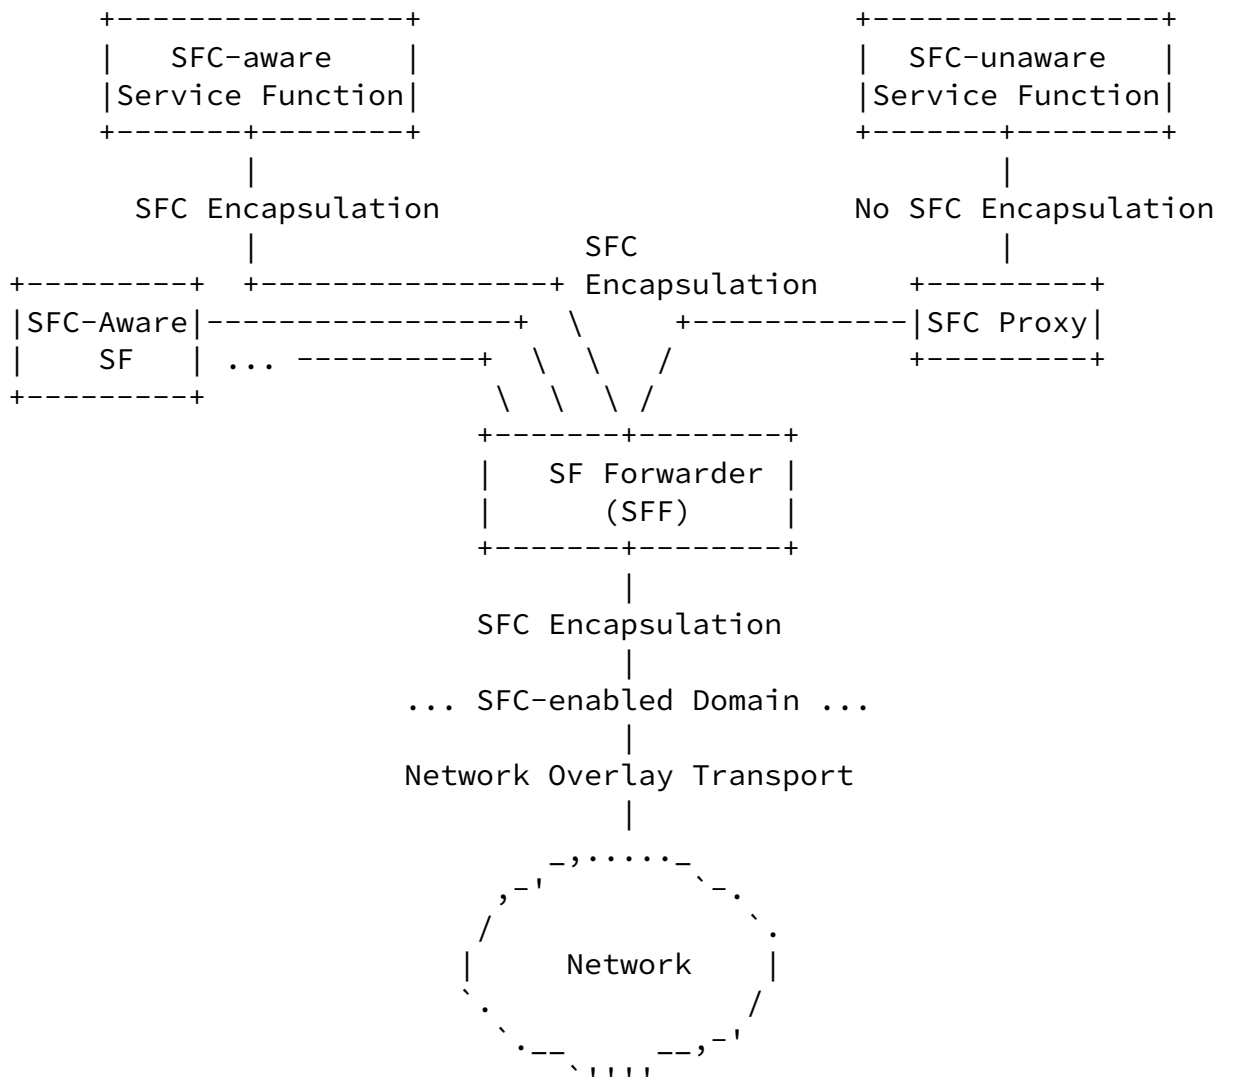 SFC-aware
Service Function
SFC-unaware
Service Function
SFC Encapsulation
No SFC Encapsulation
SFC
Encapsulation
SFC-Aware
SF
...
SFC Proxy
SF Forwarder
(SFF)
SFC Encapsulation
... SFC-enabled Domain ...
Network Overlay Transport
Network